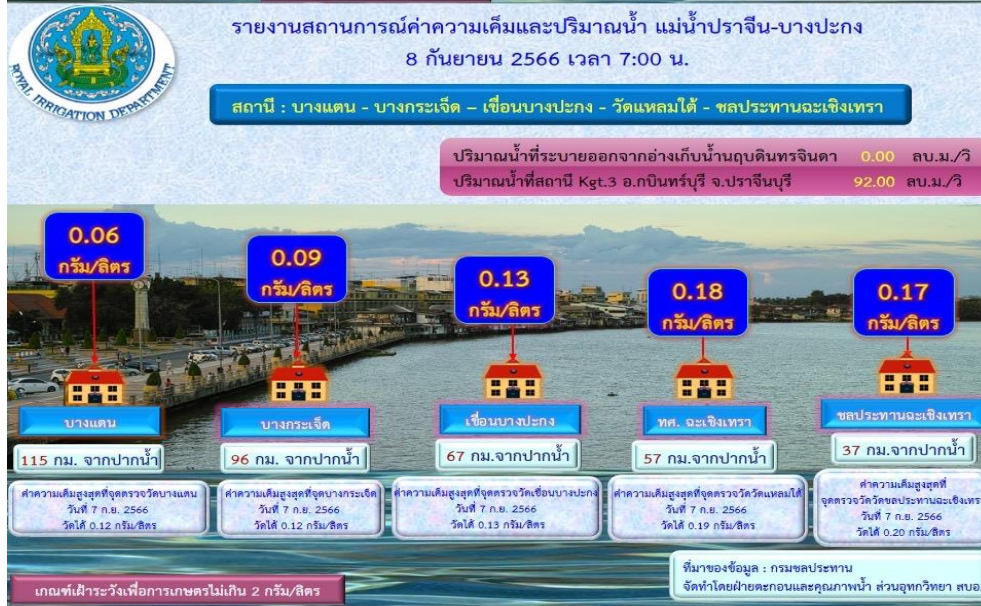 รายงานสถานการณ์ค่าความเค็มและปริมาณน้ำ แม่น้ำปราจีน-บางปะกง
8 กันยายน 2566 เวลา 7:00 น.
ROYAL IRRIGATION DEPARTMENT
สถานี : บางแตน - บางกระเจ็ด – เขื่อนบางปะกง - วัดแหลมใต้ - ชลประทานฉะเชิงเทรา
ปริมาณน้ำที่ระบายออกจากอ่างเก็บน้ำนฤบดินทรจินดา 0.00 ลบ.ม./วิ
ปริมาณน้ำที่สถานี Kgt.3 อ.กบินทร์บุรี จ.ปราจีนบุรี 92.00 ลบ.ม./วิ
0.06
กรัม/ลิตร
0.09
กรัม/ลิตร
0.13
กรัม/ลิตร
0.18
กรัม/ลิตร
0.17
กรัม/ลิตร
บางแตน
บางกระเจ็ด
เขื่อนบางปะกง
ทศ. ฉะเชิงเทรา
ชลประทานฉะเชิงเทรา
115 กม. จากปากน้ำ
96 กม. จากปากน้ำ
67 กม.จากปากน้ำ
57 กม.จากปากน้ำ
37 กม.จากปากน้ำ
ค่าความเค็มสูงสุดที่จุดตรวจวัดบางแตน
วันที่ 7 ก.ย. 2566
วัดได้ 0.12 กรัม/ลิตร
ค่าความเค็มสูงสุดที่จุดบางกระเจ็ด
วันที่ 7 ก.ย. 2566
วัดได้ 0.12 กรัม/ลิตร
ค่าความเค็มสูงสุดที่จุดตรวจวัดเขื่อนบางปะกง
วันที่ 7 ก.ย. 2566
วัดได้ 0.13 กรัม/ลิตร
ค่าความเค็มสูงสุดที่จุดตรวจวัดวัดแหลมใต้
วันที่ 7 ก.ย. 2566
วัดได้ 0.19 กรัม/ลิตร
ค่าความเค็มสูงสุดที่
จุดตรวจวัดวัดชลประทานฉะเชิงเทรา
วันที่ 7 ก.ย. 2566
วัดได้ 0.20 กรัม/ลิตร
เกณฑ์เฝ้าระวังเพื่อการเกษตรไม่เกิน 2 กรัม/ลิตร
ที่มาของข้อมูล : กรมชลประทาน
จัดทำโดยฝ่ายตะกอนและคุณภาพน้ำ ส่วนอุทกวิทยา สบอ.